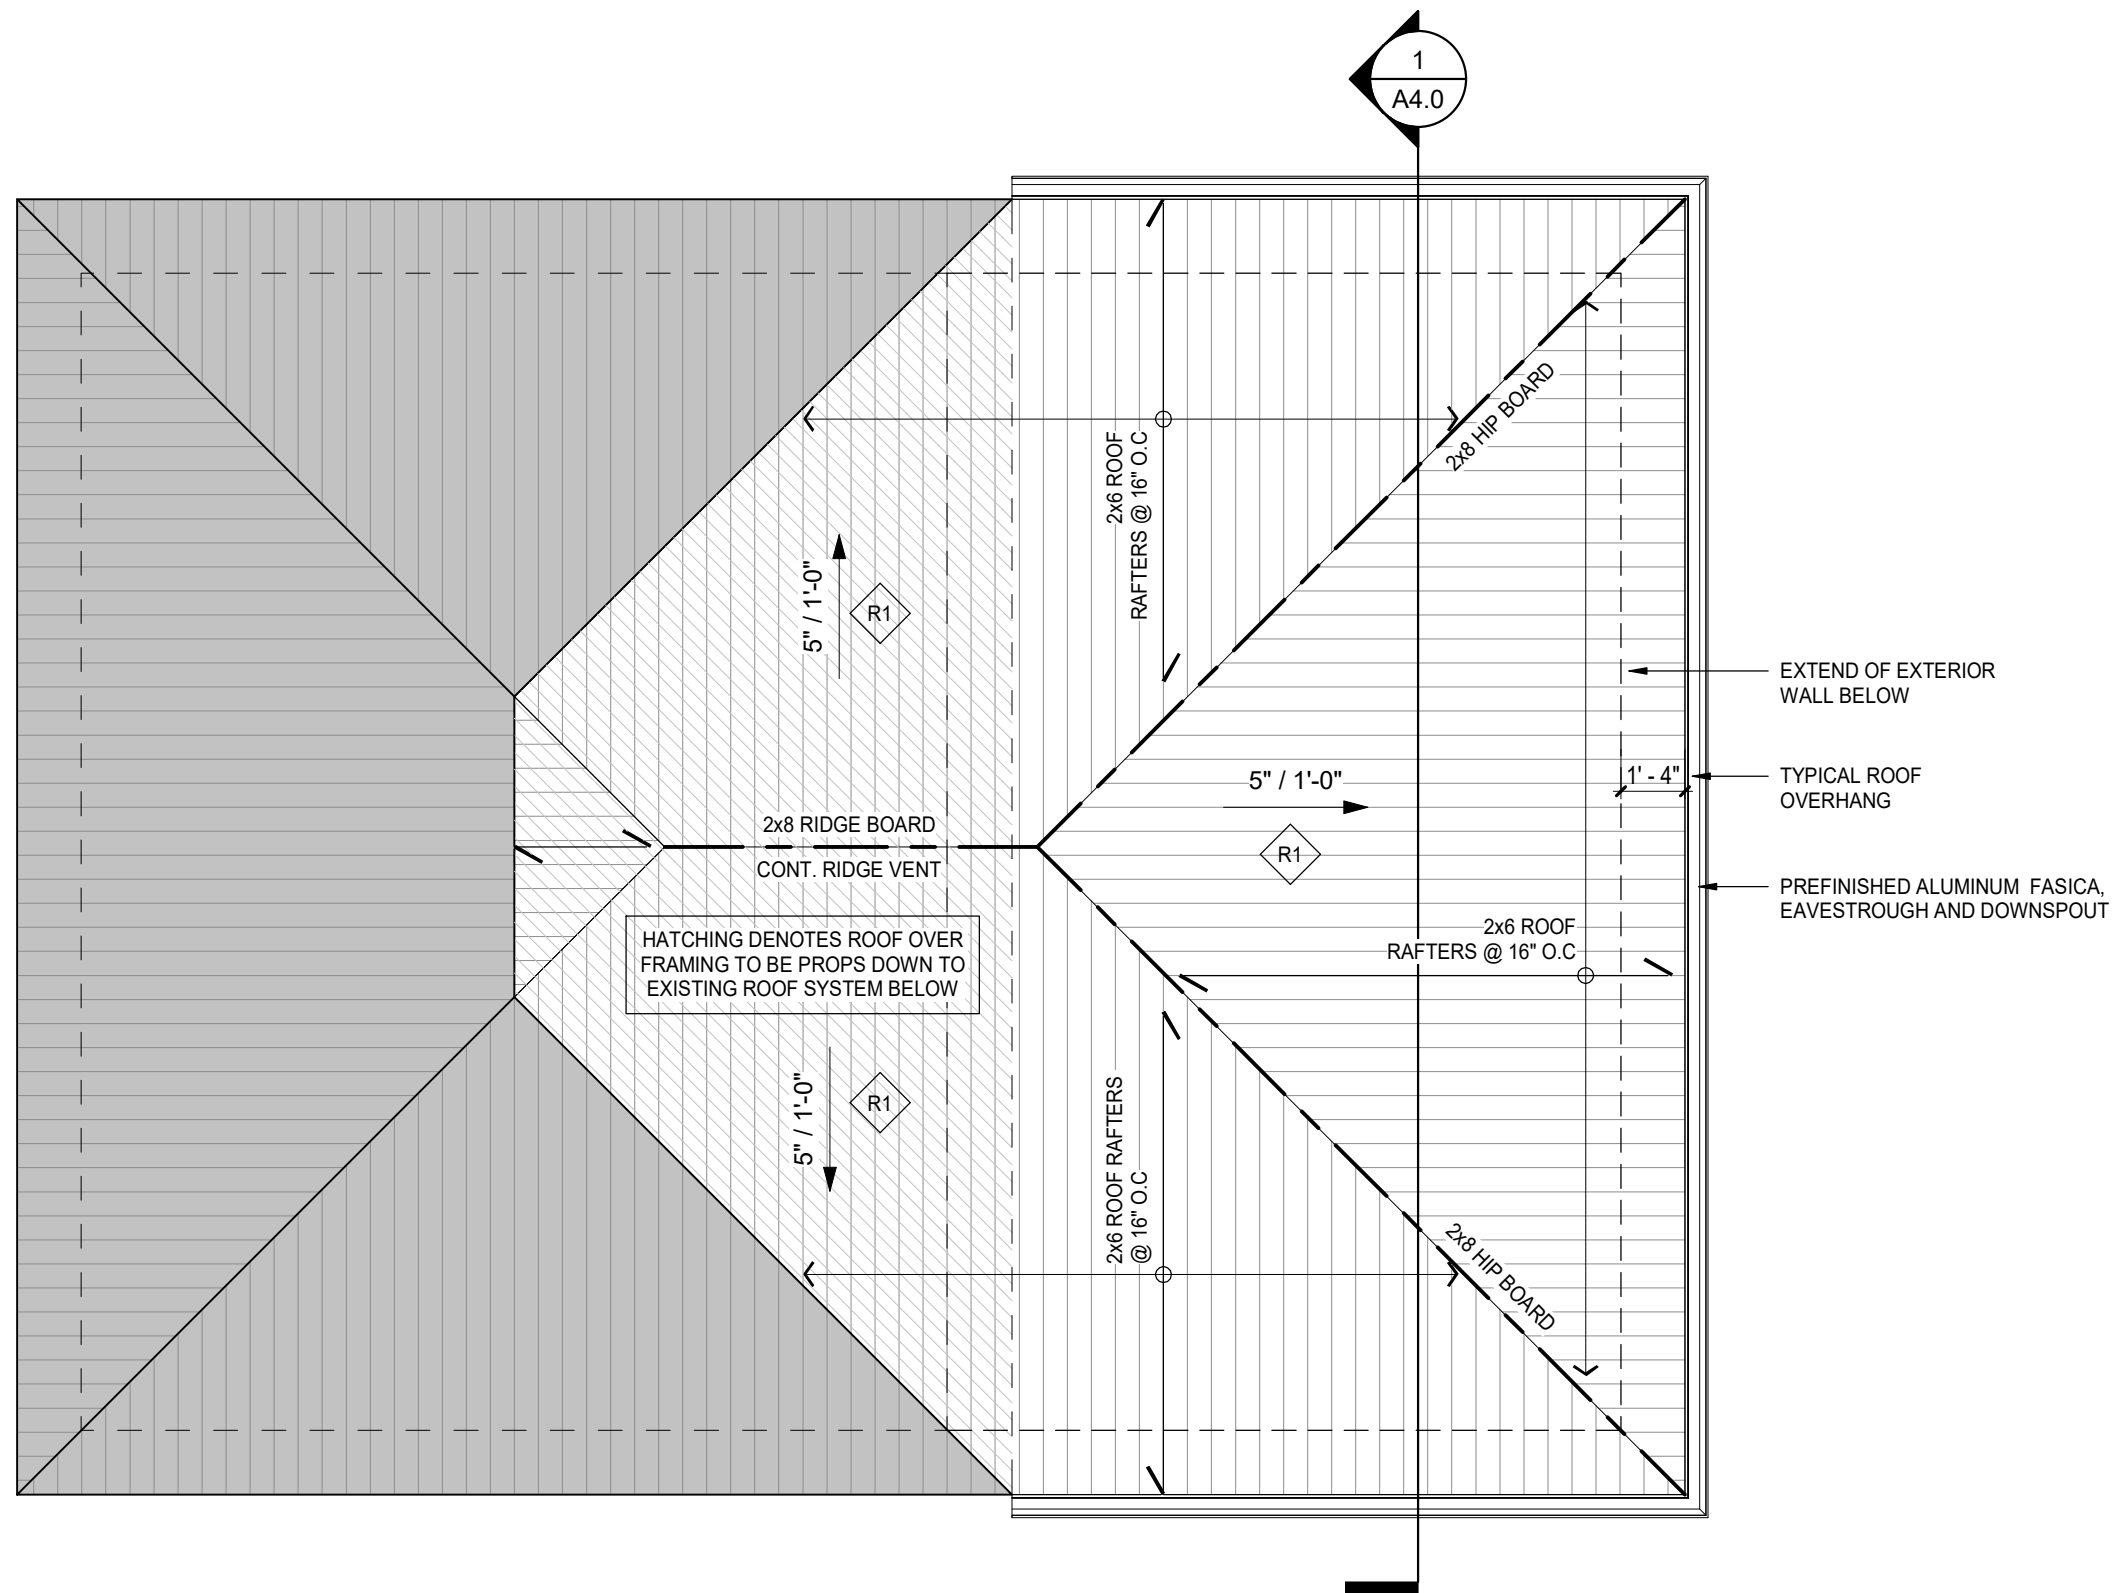 1
A4.0
2x6 ROOF
RAFTERS @ 16" O.C
2x8 HIP BOARD
5" / 1'-0"
R1
EXTEND OF EXTERIOR
WALL BELOW
5" / 1'-0"
1' - 4"
TYPICAL ROOF
OVERHANG
2x8 RIDGE BOARD
CONT. RIDGE VENT
R1
PREFINISHED ALUMINUM  FASICA,
EAVESTROUGH AND DOWNSPOUT
2x6 ROOF
RAFTERS @ 16" O.C
HATCHING DENOTES ROOF OVER
FRAMING TO BE PROPS DOWN TO
EXISTING ROOF SYSTEM BELOW
5" / 1'-0"
R1
2x6 ROOF RAFTERS
@ 16" O.C
2x8 HIP BOARD